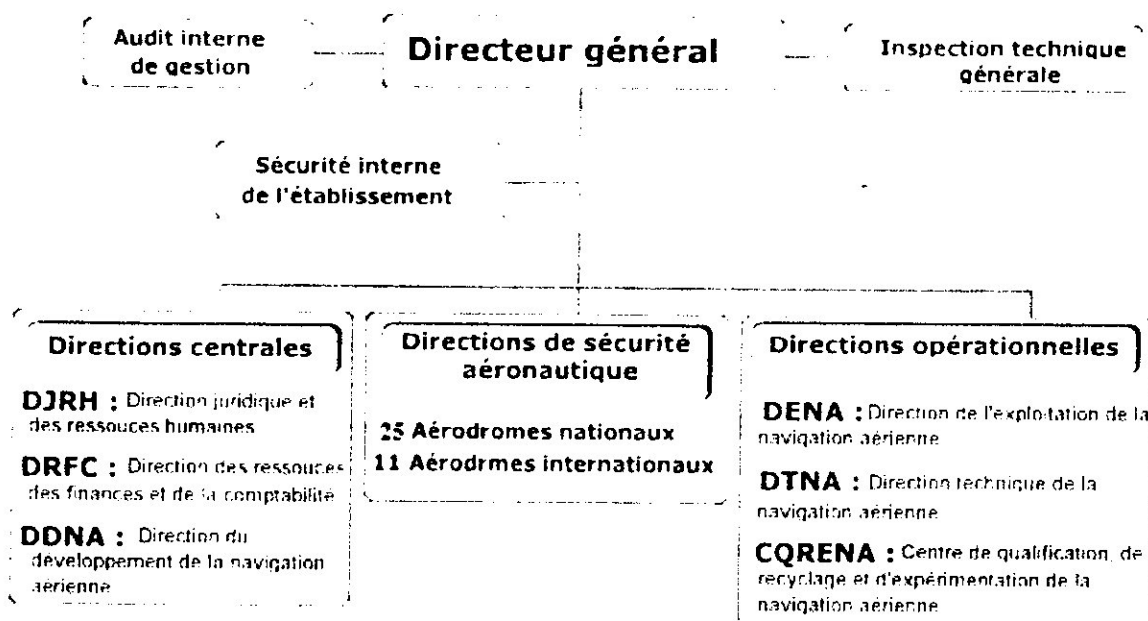 Audit interne
de gestion
Directeur général
Inspection technique
générale
Sécurité interne
de l'établissement
Directions centrales
DJRH : Direction juridique et
des ressouces humaines
DRFC : Direction des ressouces
des finances et de la comptabilité
DDNA : Direction du
développement de la navigation
aérienne
Directions de sécurité
aéronautique
25 Aérodromes nationaux
11 Aérodrmes internationaux
Directions opérationnelles
DENA : Direction de l'exploitation de la
navigation aérienne
DTNA : Direction technique de la
navigation aérienne
CQRENA : Centre de qualification, de
recyclage et d'expérimentation de la
navigation aérienne